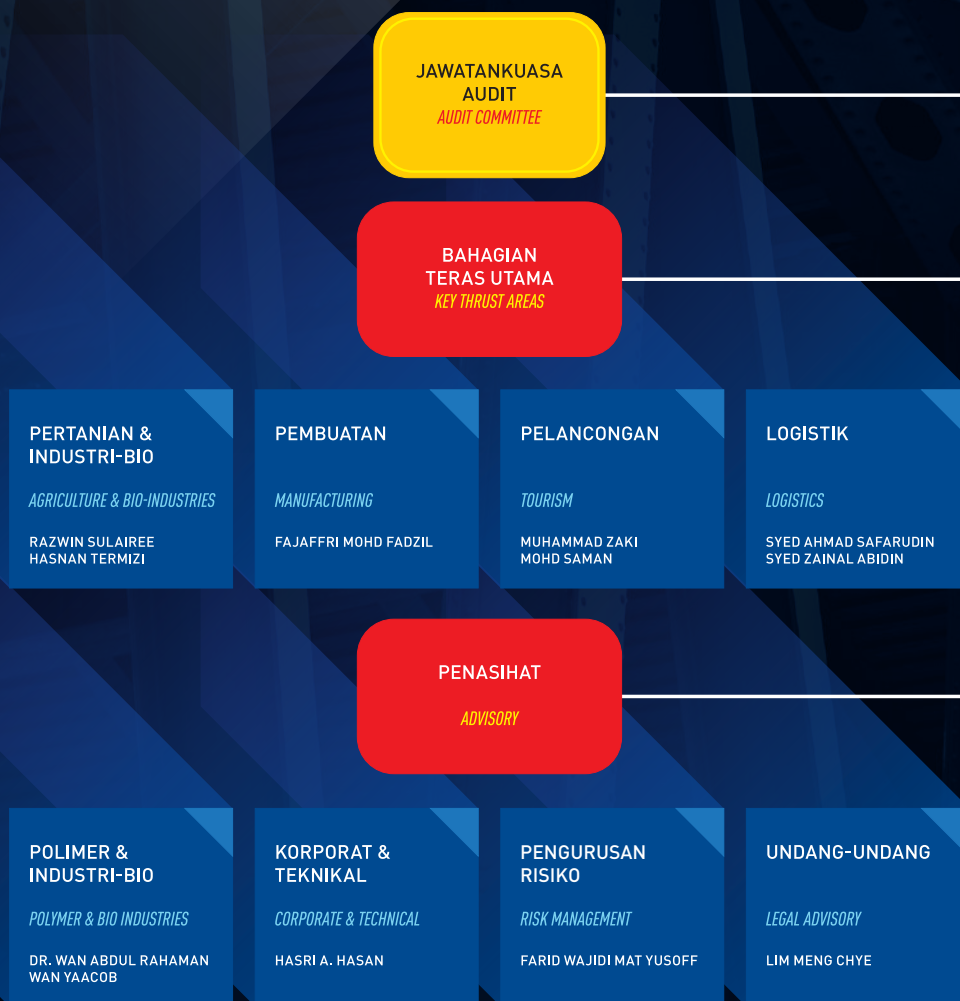 JAWATANKUASA
AUDIT
AUDIT COMMITTEE
BAHAGIAN
TERAS UTAMA
KEY THRUST AREAS
PERTANIAN &
INDUSTRI-BIO
AGRICULTURE & BIO-INDUSTRIES
RAZWIN SULAIREE
HASNAN TERMIZI
PEMBUATAN
MANUFACTURING
FAJAFFRI MOHD FADZIL
PELANCONGAN
TOURISM
MUHAMMAD ZAKI
MOHD SAMAN
LOGISTIK
LOGISTICS
SYED AHMAD SAFARUDIN
SYED ZAINAL ABIDIN
PENASIHAT
ADVISORY
POLIMER &
INDUSTRI-BIO
POLYMER & BIO INDUSTRIES
DR. WAN ABDUL RAHAMAN
WAN YAACOB
KORPORAT &
TEKNIKAL
CORPORATE & TECHNICAL
HASRI A. HASAN
PENGURUSAN
RISIKO
RISK MANAGEMENT
FARID WAJIDI MAT YUSOFF
UNDANG-UNDANG
LEGAL ADVISORY
LIM MENG CHYE